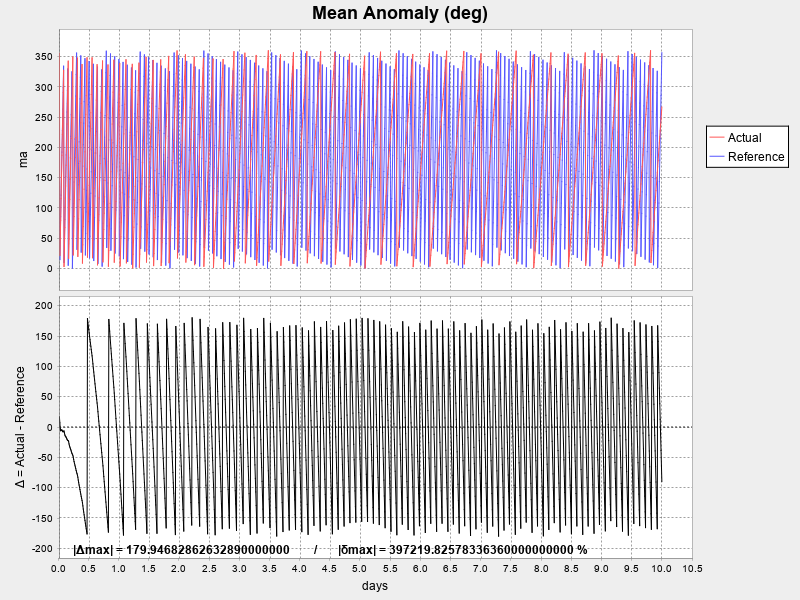 Mean Anomaly (deg)
350
300
250
200
150
100
50
0
ma
Actual
Reference
200
150
100
50
0
-50
-100
-150
-200
Δ = Actual - Reference
|Δmax| = 179.94682862632890000000 / |δmax| = 397219.82578336360000000000 %
0.0 0.5 1.0 1.5 2.0 2.5 3.0 3.5 4.0 4.5 5.0 5.5 6.0 6.5 7.0 7.5 8.0 8.5 9.0 9.5 10.0 10.5
days